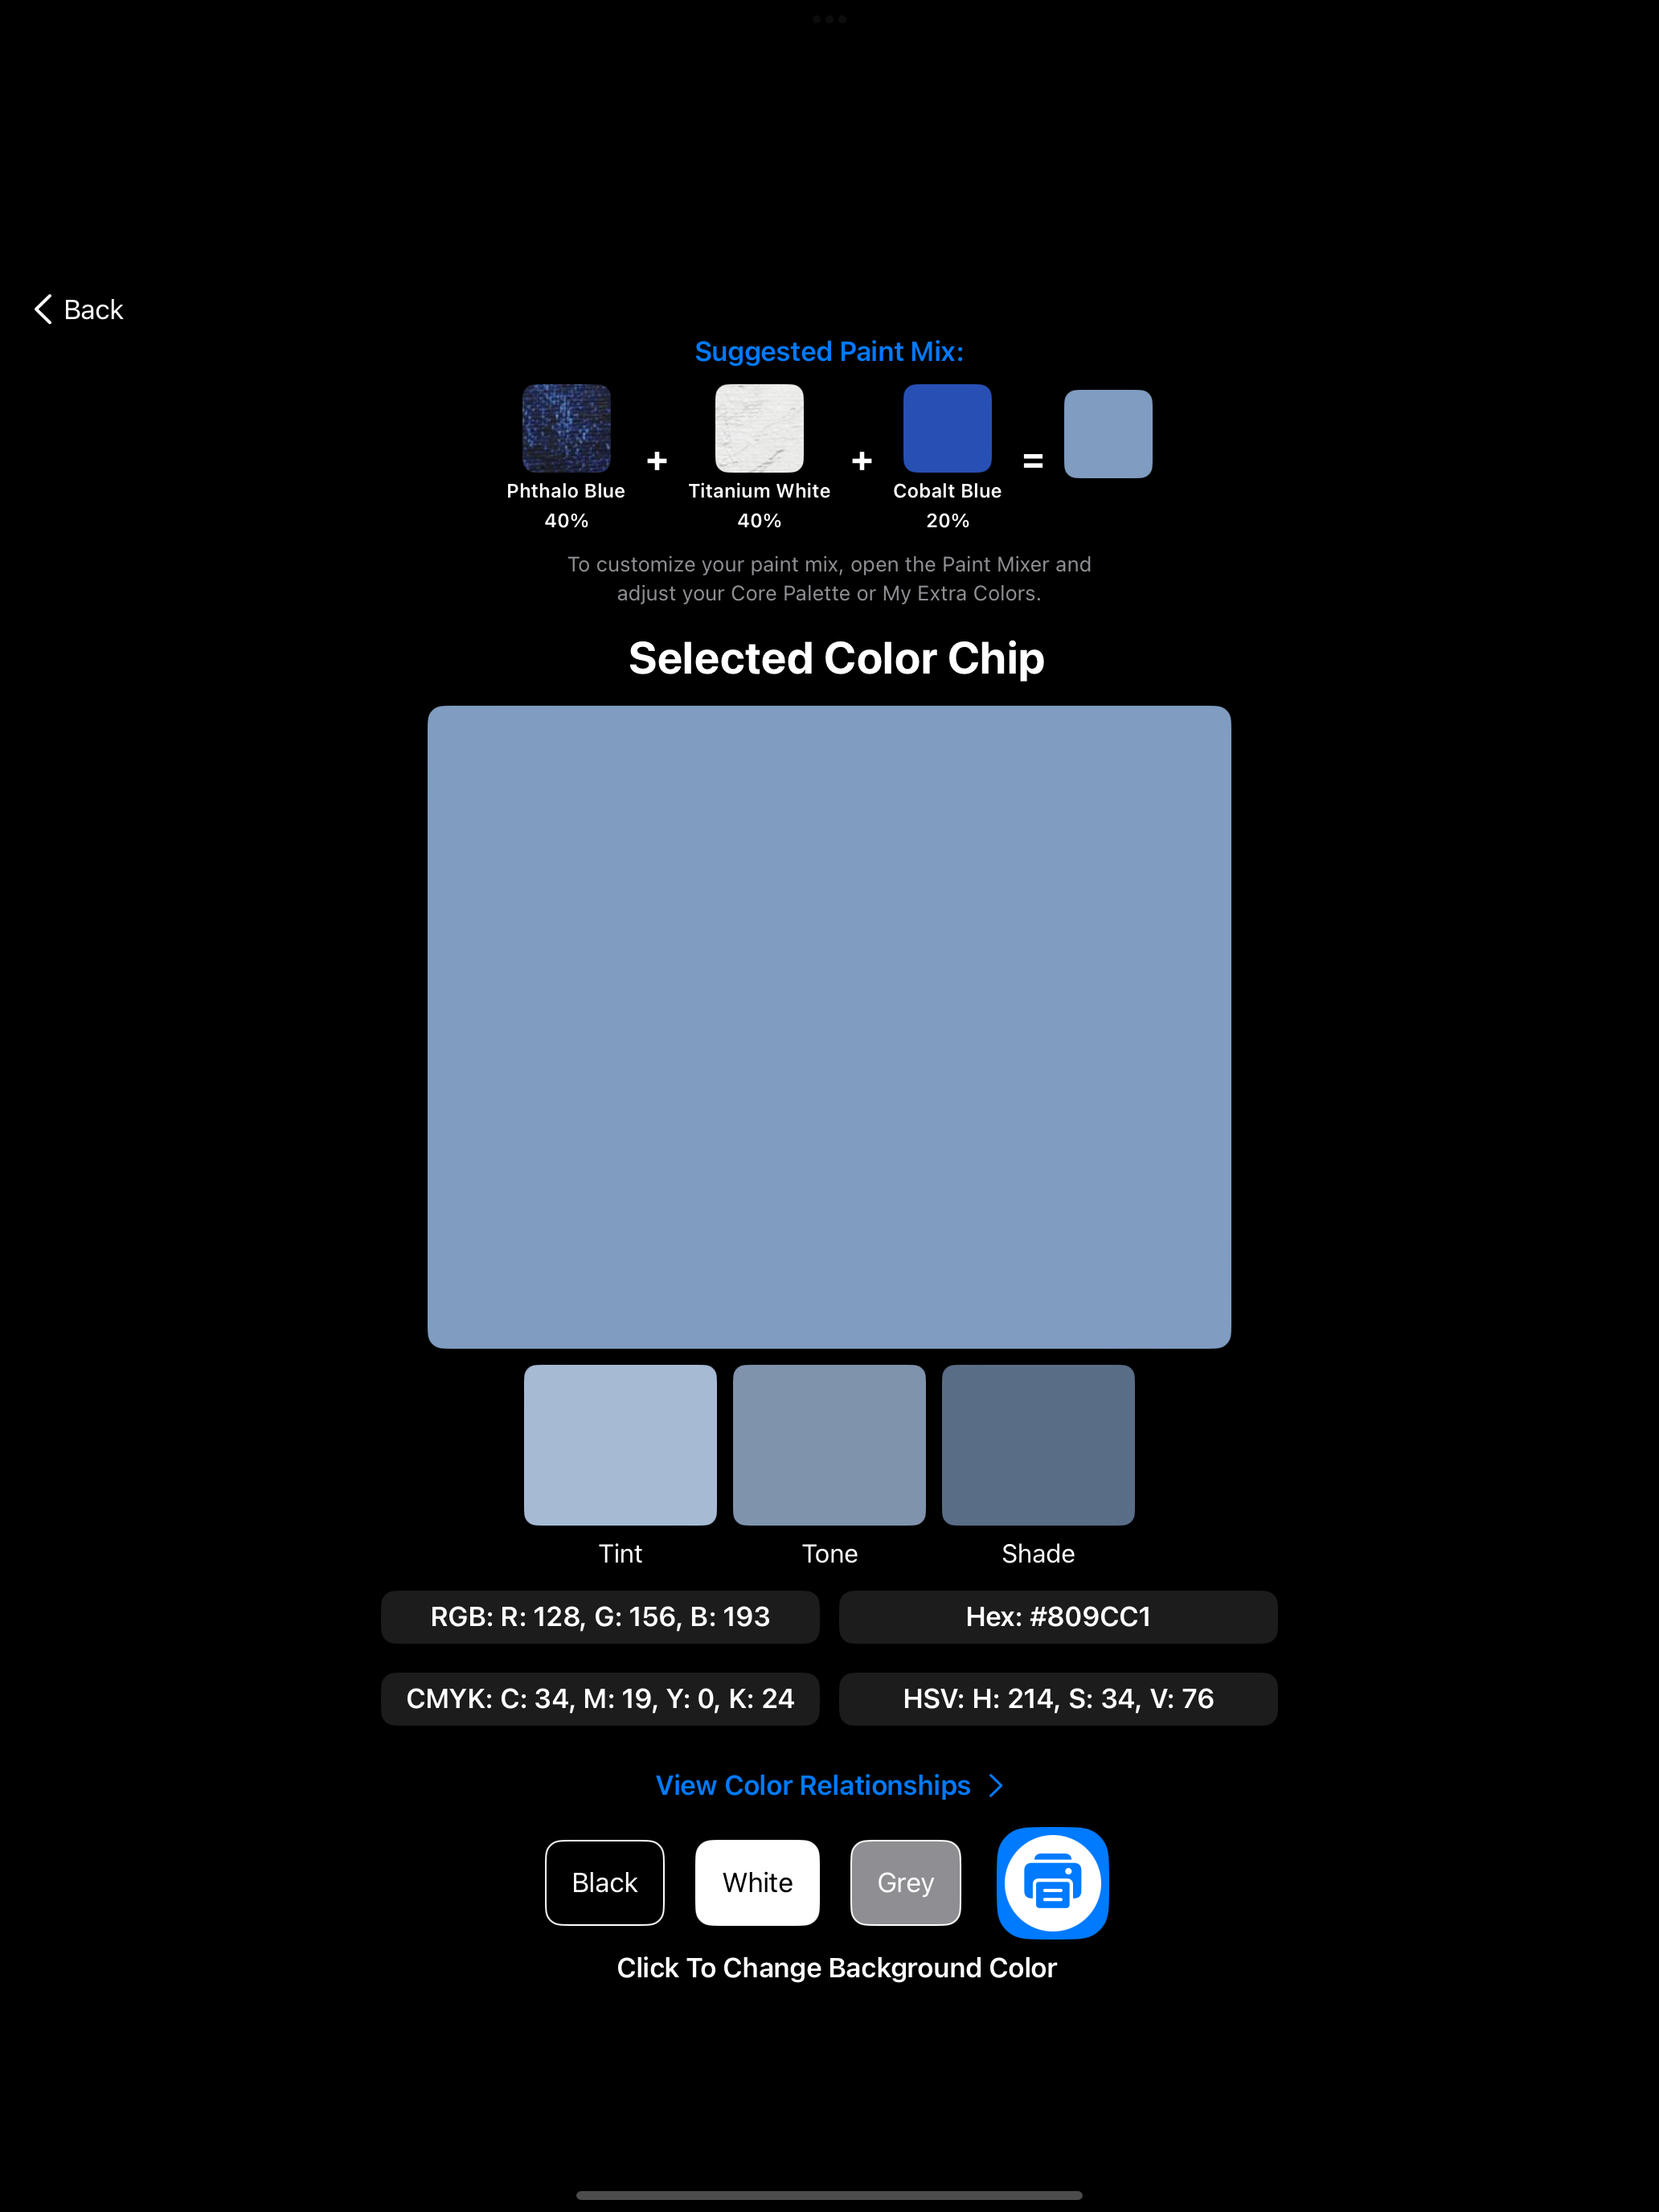 Back
Suggested Paint Mix:
+ + =
Phthalo Blue Titanium White Cobalt Blue
40% 40% 20%
To customize your paint mix, open the Paint Mixer and
adjust your Core Palette or My Extra Colors.
Selected Color Chip
Tint Tone Shade
RGB: R: 128, G: 156, B: 193 Hex: #809CC1
CMYK: C: 34, M: 19, Y: 0, K: 24 HSV: H: 214, S: 34, V: 76
View Color Relationships
Black White Grey
Click To Change Background Color